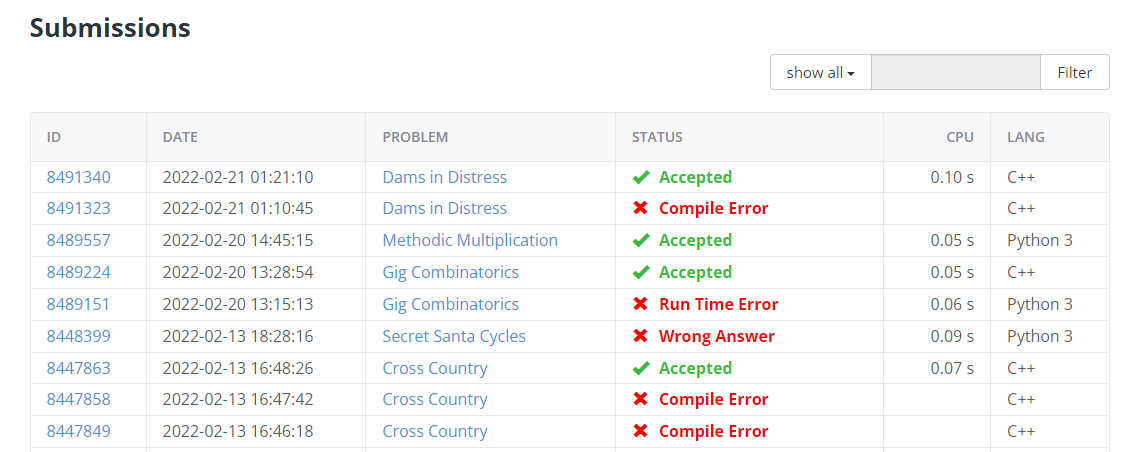 Submissions
show all Filter
ID DATE PROBLEM STATUS CPU LANG
8491340 2022-02-21 01:21:10 Dams in Distress Accepted 0.10 s C++
8491323 2022-02-21 01:10:45 Dams in Distress Compile Error C++
8489557 2022-02-20 14:45:15 Methodic Multiplication Accepted 0.05 s Python 3
8489224 2022-02-20 13:28:54 Gig Combinatorics Accepted 0.05 s C++
8489151 2022-02-20 13:15:13 Gig Combinatorics Run Time Error 0.06 s Python 3
8448399 2022-02-13 18:28:16 Secret Santa Cycles Wrong Answer 0.09 s Python 3
8447863 2022-02-13 16:48:26 Cross Country Accepted 0.07 s C++
8447858 2022-02-13 16:47:42 Cross Country Compile Error C++
8447849 2022-02-13 16:46:18 Cross Country Compile Error C++